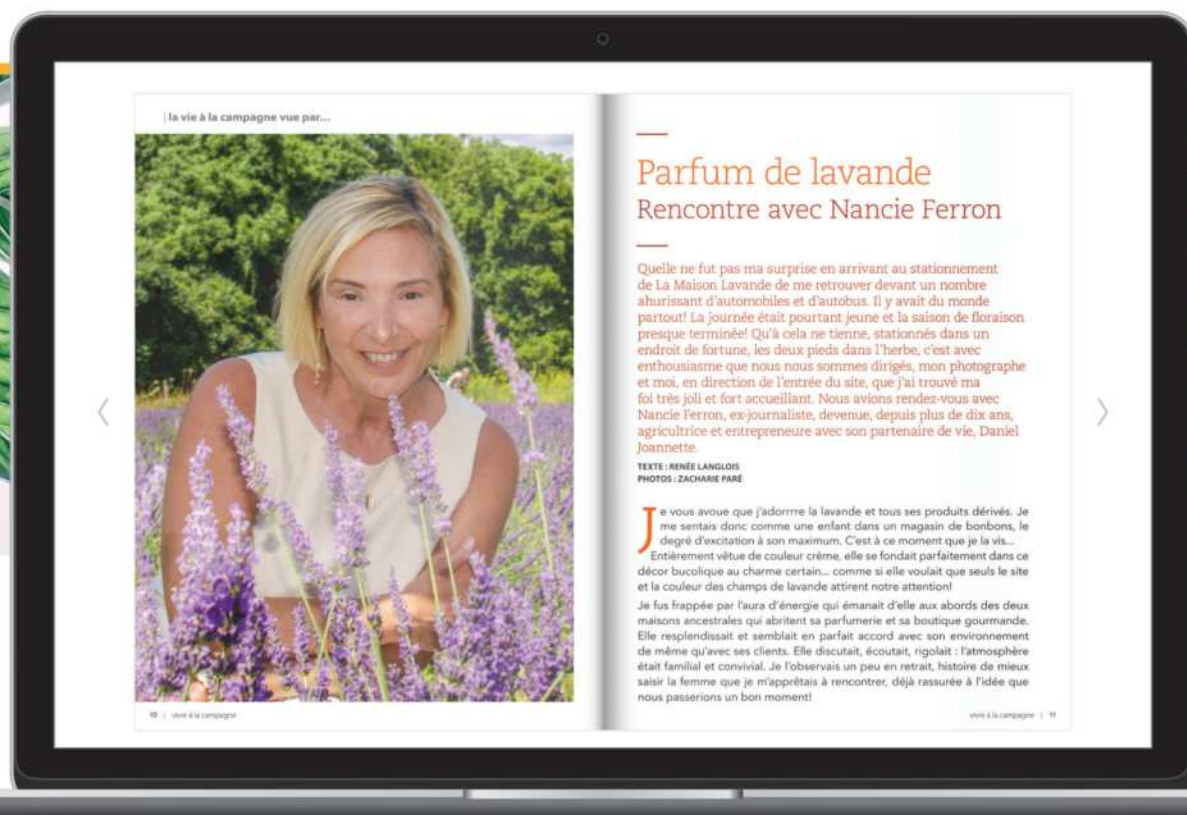 la vie à la campagne vue par...
10 | vivre à la campagne
Parfum de lavande
Rencontre avec Nancie Ferron
Quelle ne fut pas ma surprise en arrivant au stationnement
de La Maison Lavande de me retrouver devant un nombre
ahurissant d'automobiles et d'autobus. Il y avait du monde
partout! La journée était pourtant jeune et la saison de floraison
presque terminée! Qu'à cela ne tienne, stationnés dans un
endroit de fortune, les deux pieds dans l'herbe, c'est avec
enthousiasme que nous nous sommes dirigés, mon photographe
et moi, en direction de l'entrée du site, que j'ai trouvé ma
foi très joli et fort accueillant. Nous avions rendez-vous avec
Nancie Ferron, ex-journaliste, devenue, depuis plus de dix ans,
agricultrice et entrepreneure avec son partenaire de vie, Daniel
Joannette.
TEXTE : RENÉE LANGLOIS
PHOTOS : ZACHARIE PARÉ
Je vous avoue que j'adorrrre la lavande et tous ses produits dérivés. Je
me sentais donc comme une enfant dans un magasin de bonbons, le
degré d'excitation à son maximum. C'est à ce moment que je la vis...
Entièrement vêtue de couleur crème, elle se fondait parfaitement dans ce
décor bucolique au charme certain... comme si elle voulait que seuls le site
et la couleur des champs de lavande attirent notre attention!
Je fus frappée par l'aura d'énergie qui émanait d'elle aux abords des deux
maisons ancestrales qui abritent sa parfumerie et sa boutique gourmande.
Elle resplendissait et semblait en parfait accord avec son environnement
de même qu'avec ses clients. Elle discutait, écoutait, rigolait : l'atmosphère
était familial et convivial. Je l'observais un peu en retrait, histoire de mieux
saisir la femme que je m'apprêtais à rencontrer, déjà rassurée à l'idée que
nous passerions un bon moment!
vivre à la campagne | 11